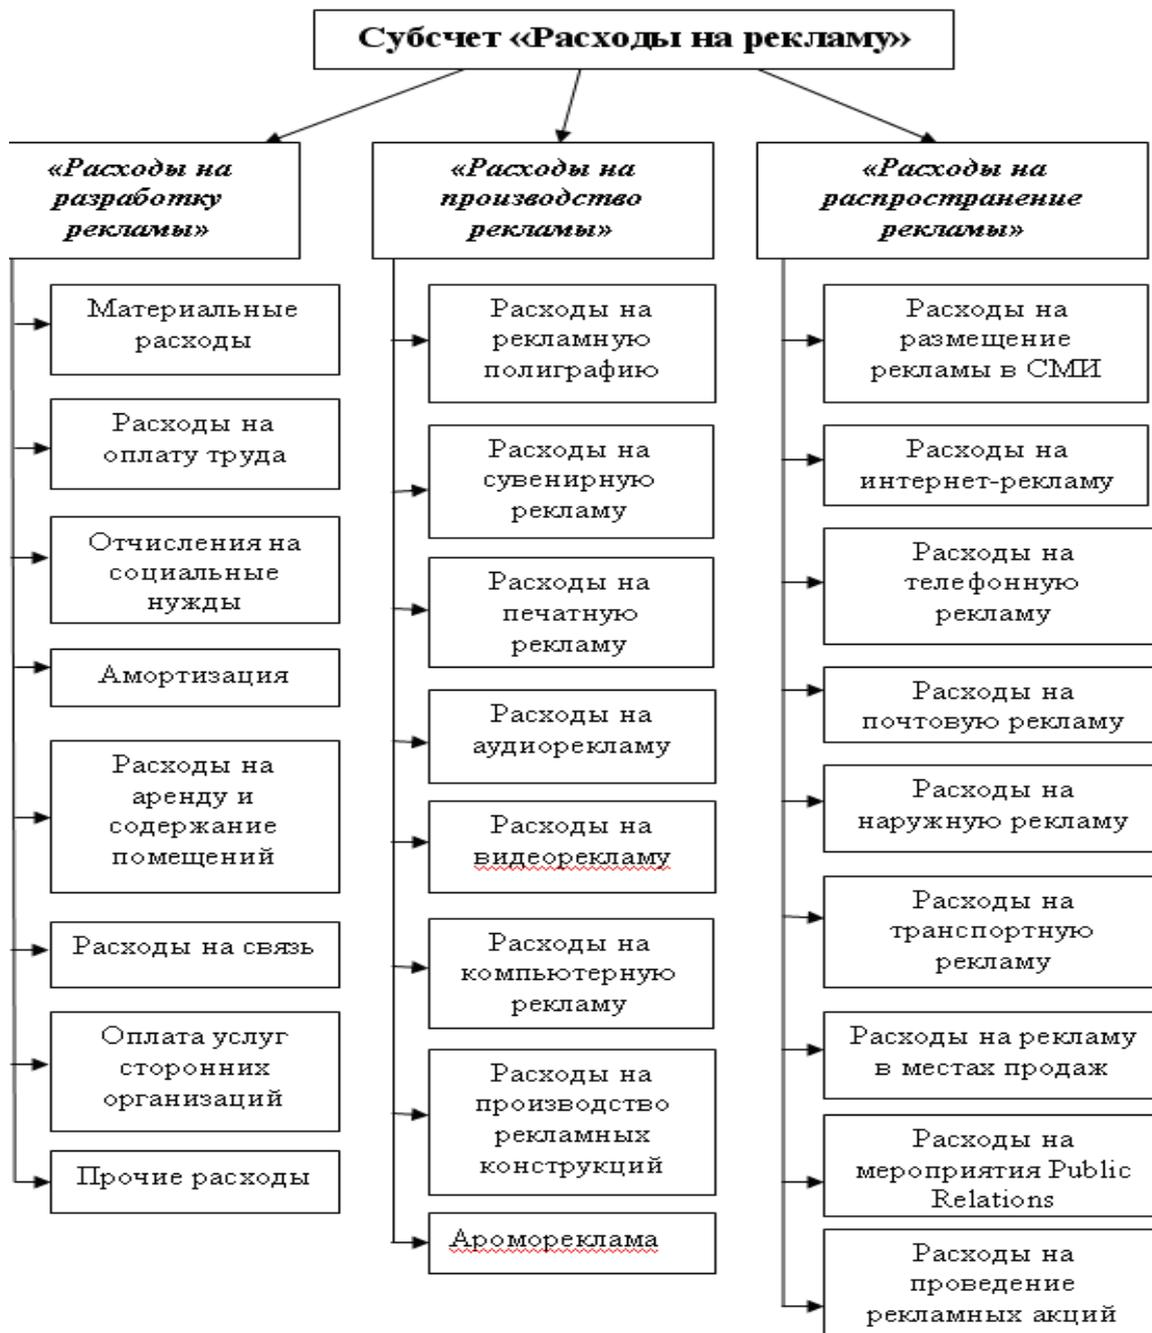 Субсчет «Расходы на рекламу»
«Расходы на
разработку
рекламы»
Материальные
расходы
Расходы на
оплату труда
Отчисления на
социальные
нужды
Амортизация
Расходы на
аренду и
содержание
помещений
Расходы на связь
Оплата услуг
сторонних
организаций
Прочие расходы
«Расходы на
производство
рекламы»
Расходы на
рекламную
полиграфию
Расходы на
сувенирную
рекламу
Расходы на
печатную
рекламу
Расходы на
аудиорекламу
Расходы на
видеорекламу
Расходы на
компьютерную
рекламу
Расходы на
производство
рекламных
конструкций
Аромореклама
«Расходы на
распространение
рекламы»
Расходы на
размещение
рекламы в СМИ
Расходы на
интернет-рекламу
Расходы на
телефонную
рекламу
Расходы на
почтовую рекламу
Расходы на
наружную рекламу
Расходы на
транспортную
рекламу
Расходы на рекламу
в местах продаж
Расходы на
мероприятия Public
Relations
Расходы на
проведение
рекламных акций